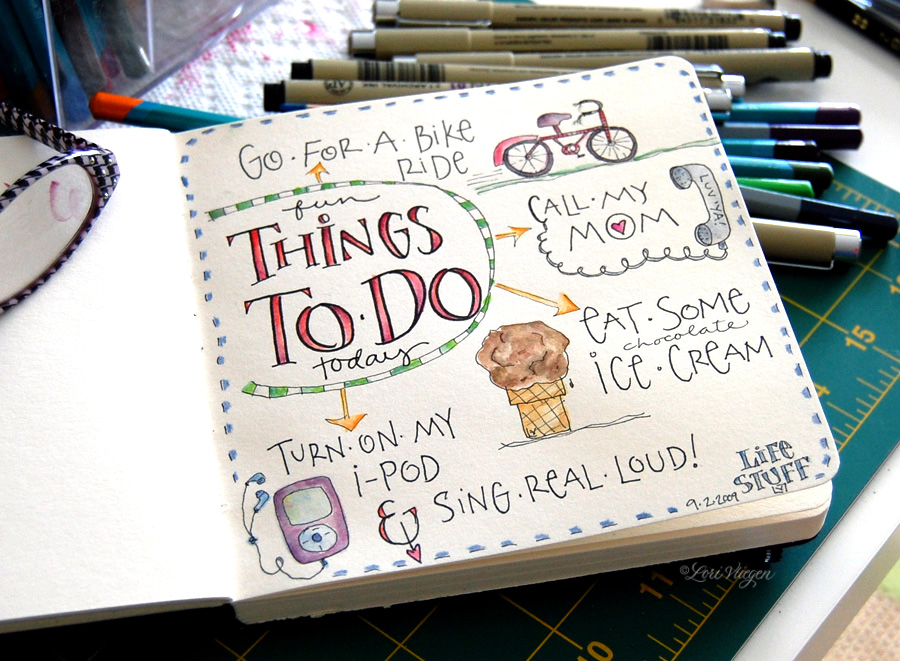 GO·FOR·A·BIKE
RIDE
fun
THINGS
TO·DO
today
CALL·MY
MOM
LUV·YA!
EAT·SOME
chocolate
ICE·CREAM
TURN·ON·MY
i-POD
& SING·REAL·LOUD!
LIFE
STUFF
9·2·2009
©Lori Vliegen
15
11
10